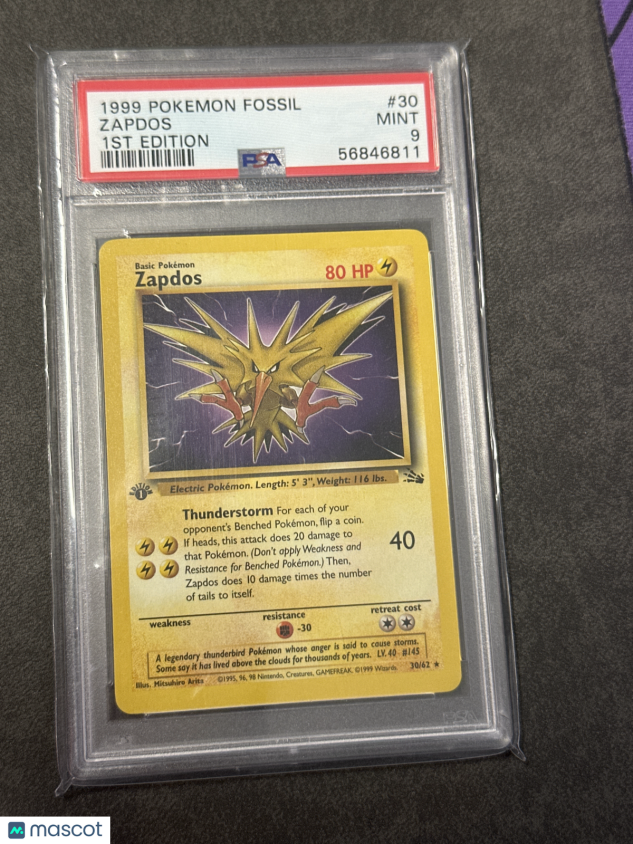 1999 POKEMON FOSSIL #30
ZAPDOS MINT
1ST EDITION 9
PSA 56846811
Basic Pokémon
Zapdos 80 HP
EDITION 1
Electric Pokémon. Length: 5' 3", Weight: 116 lbs.
Thunderstorm For each of your
opponent's Benched Pokémon, flip a coin.
If heads, this attack does 20 damage to
that Pokémon. (Don't apply Weakness and
Resistance for Benched Pokémon.) Then,
Zapdos does 10 damage times the number
of tails to itself.
40
weakness resistance retreat cost
-30
A legendary thunderbird Pokémon whose anger is said to cause storms.
Some say it has lived above the clouds for thousands of years. LV. 40 #145
Illus. Mitsuhiro Arita ©1995, 96, 98 Nintendo, Creatures, GAMEFREAK. ©1999 Wizards. 30/62 ★
mascot